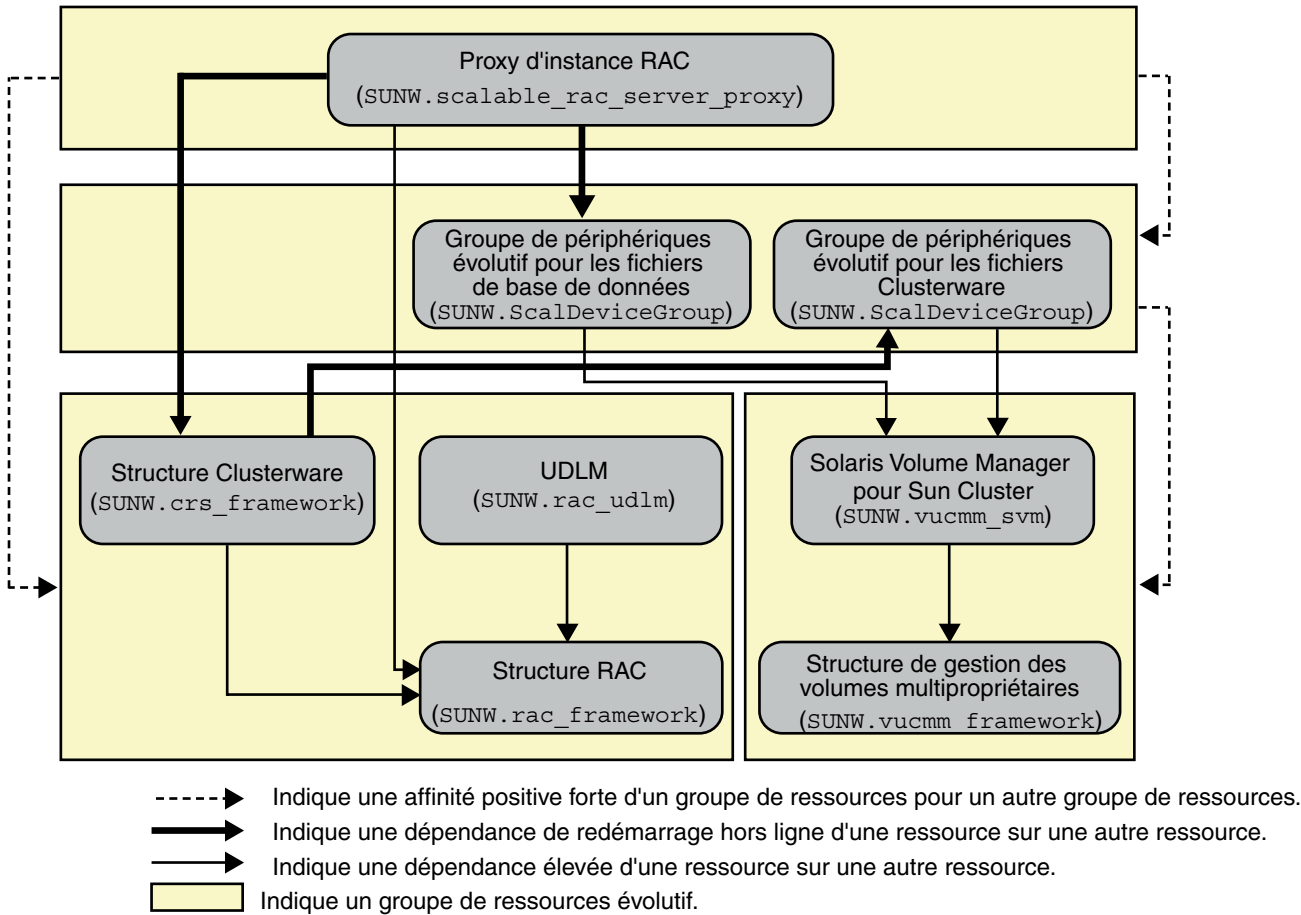 Proxy d'instance RAC
(SUNW.scalable_rac_server_proxy)
Groupe de périphériques
évolutif pour les fichiers
de base de données
(SUNW.ScalDeviceGroup)
Groupe de périphériques
évolutif pour les fichiers
Clusterware
(SUNW.ScalDeviceGroup)
Structure Clusterware
(SUNW.crs_framework)
UDLM
(SUNW.rac_udlm)
Solaris Volume Manager
pour Sun Cluster
(SUNW.vucmm_svm)
Structure RAC
(SUNW.rac_framework)
Structure de gestion des
volumes multipropriétaires
(SUNW.vucmm_framework)
Indique une affinité positive forte d'un groupe de ressources pour un autre groupe de ressources.
Indique une dépendance de redémarrage hors ligne d'une ressource sur une autre ressource.
Indique une dépendance élevée d'une ressource sur une autre ressource.
Indique un groupe de ressources évolutif.